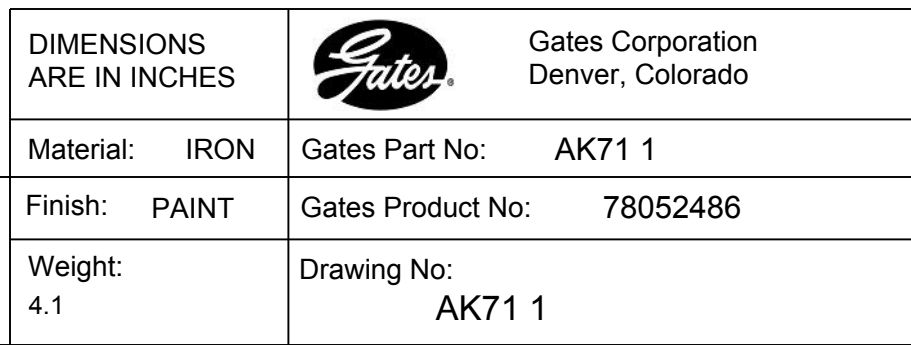 DIMENSIONS
ARE IN INCHES
Gates®
Gates Corporation
Denver, Colorado
Material: IRON
Gates Part No: AK71 1
Finish: PAINT
Gates Product No: 78052486
Weight:
4.1
Drawing No:
AK71 1